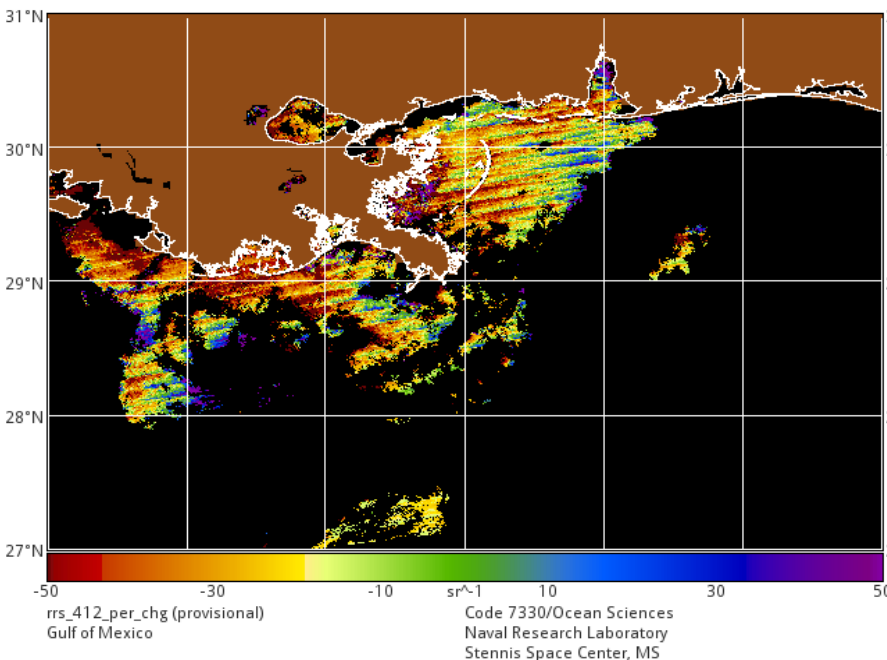 31°N
30°N
29°N
28°N
27°N
-50 -30 -10 sr^-1 10 30 50
rrs_412_per_chg (provisional) Code 7330/Ocean Sciences
Gulf of Mexico Naval Research Laboratory
Stennis Space Center, MS